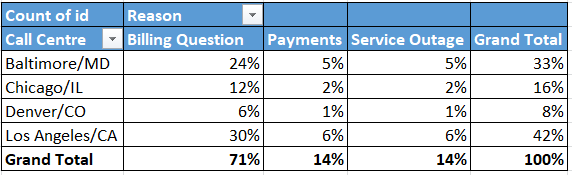 Count of id Reason
Call Centre Billing Question Payments Service Outage Grand Total
Baltimore/MD 24% 5% 5% 33%
Chicago/IL 12% 2% 2% 16%
Denver/CO 6% 1% 1% 8%
Los Angeles/CA 30% 6% 6% 42%
Grand Total 71% 14% 14% 100%